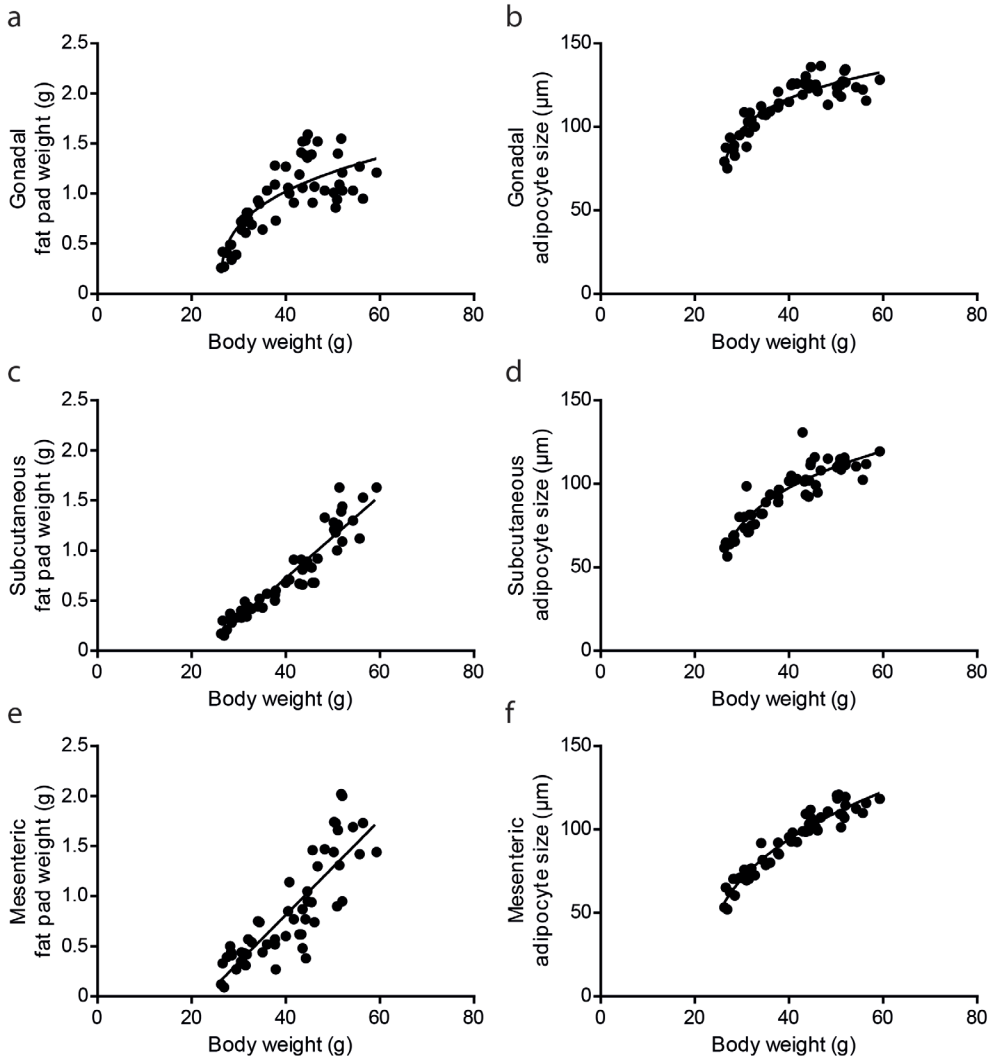 a
Gonadal
fat pad weight (g)
2.5
2.0
1.5
1.0
0.5
0
0
20
40
60
80
Body weight (g)
b
Gonadal
adipocyte size (µm)
150
100
50
0
0
20
40
60
80
Body weight (g)
c
Subcutaneous
fat pad weight (g)
2.5
2.0
1.5
1.0
0.5
0
0
20
40
60
80
Body weight (g)
d
Subcutaneous
adipocyte size (µm)
150
100
50
0
0
20
40
60
80
Body weight (g)
e
Mesenteric
fat pad weight (g)
2.5
2.0
1.5
1.0
0.5
0
0
20
40
60
80
Body weight (g)
f
Mesenteric
adipocyte size (µm)
150
100
50
0
0
20
40
60
80
Body weight (g)